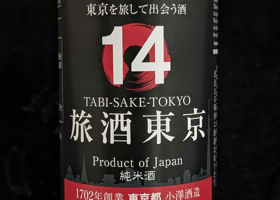 東京を旅して出会う酒
14
TABI-SAKE-TOKYO
旅酒東京
Product of Japan
純米酒
1702年創業 東京都 小澤酒造